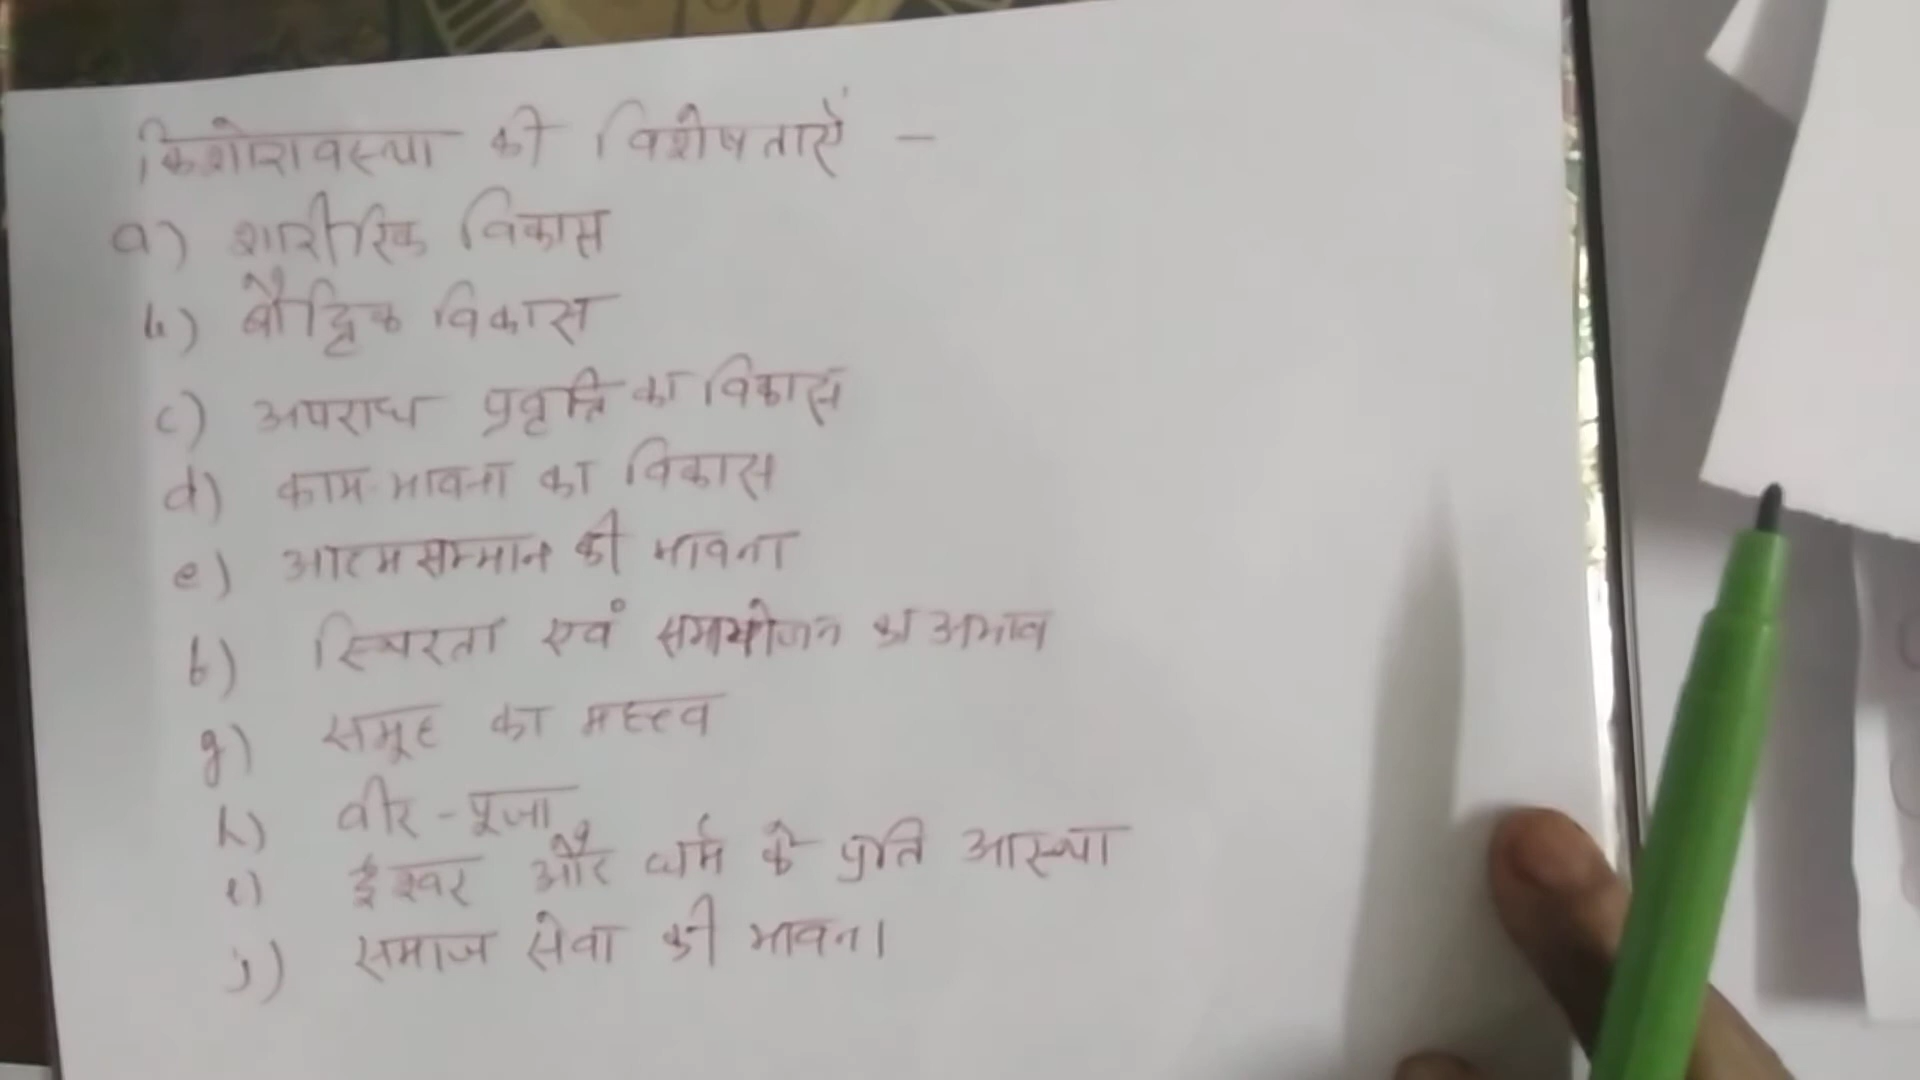 किशोरावस्था की विशेषताएँ -
a) शारीरिक विकास
b) बौद्धिक विकास
c) अपराध प्रवृत्ति का विकास
d) काम-भावना का विकास
e) आत्मसम्मान की भावना
f) स्थिरता एवं समायोजन का अभाव
g) समूह का महत्व
h) वीर-पूजा
i) ईश्वर और धर्म के प्रति आस्था
j) समाज सेवा की भावना